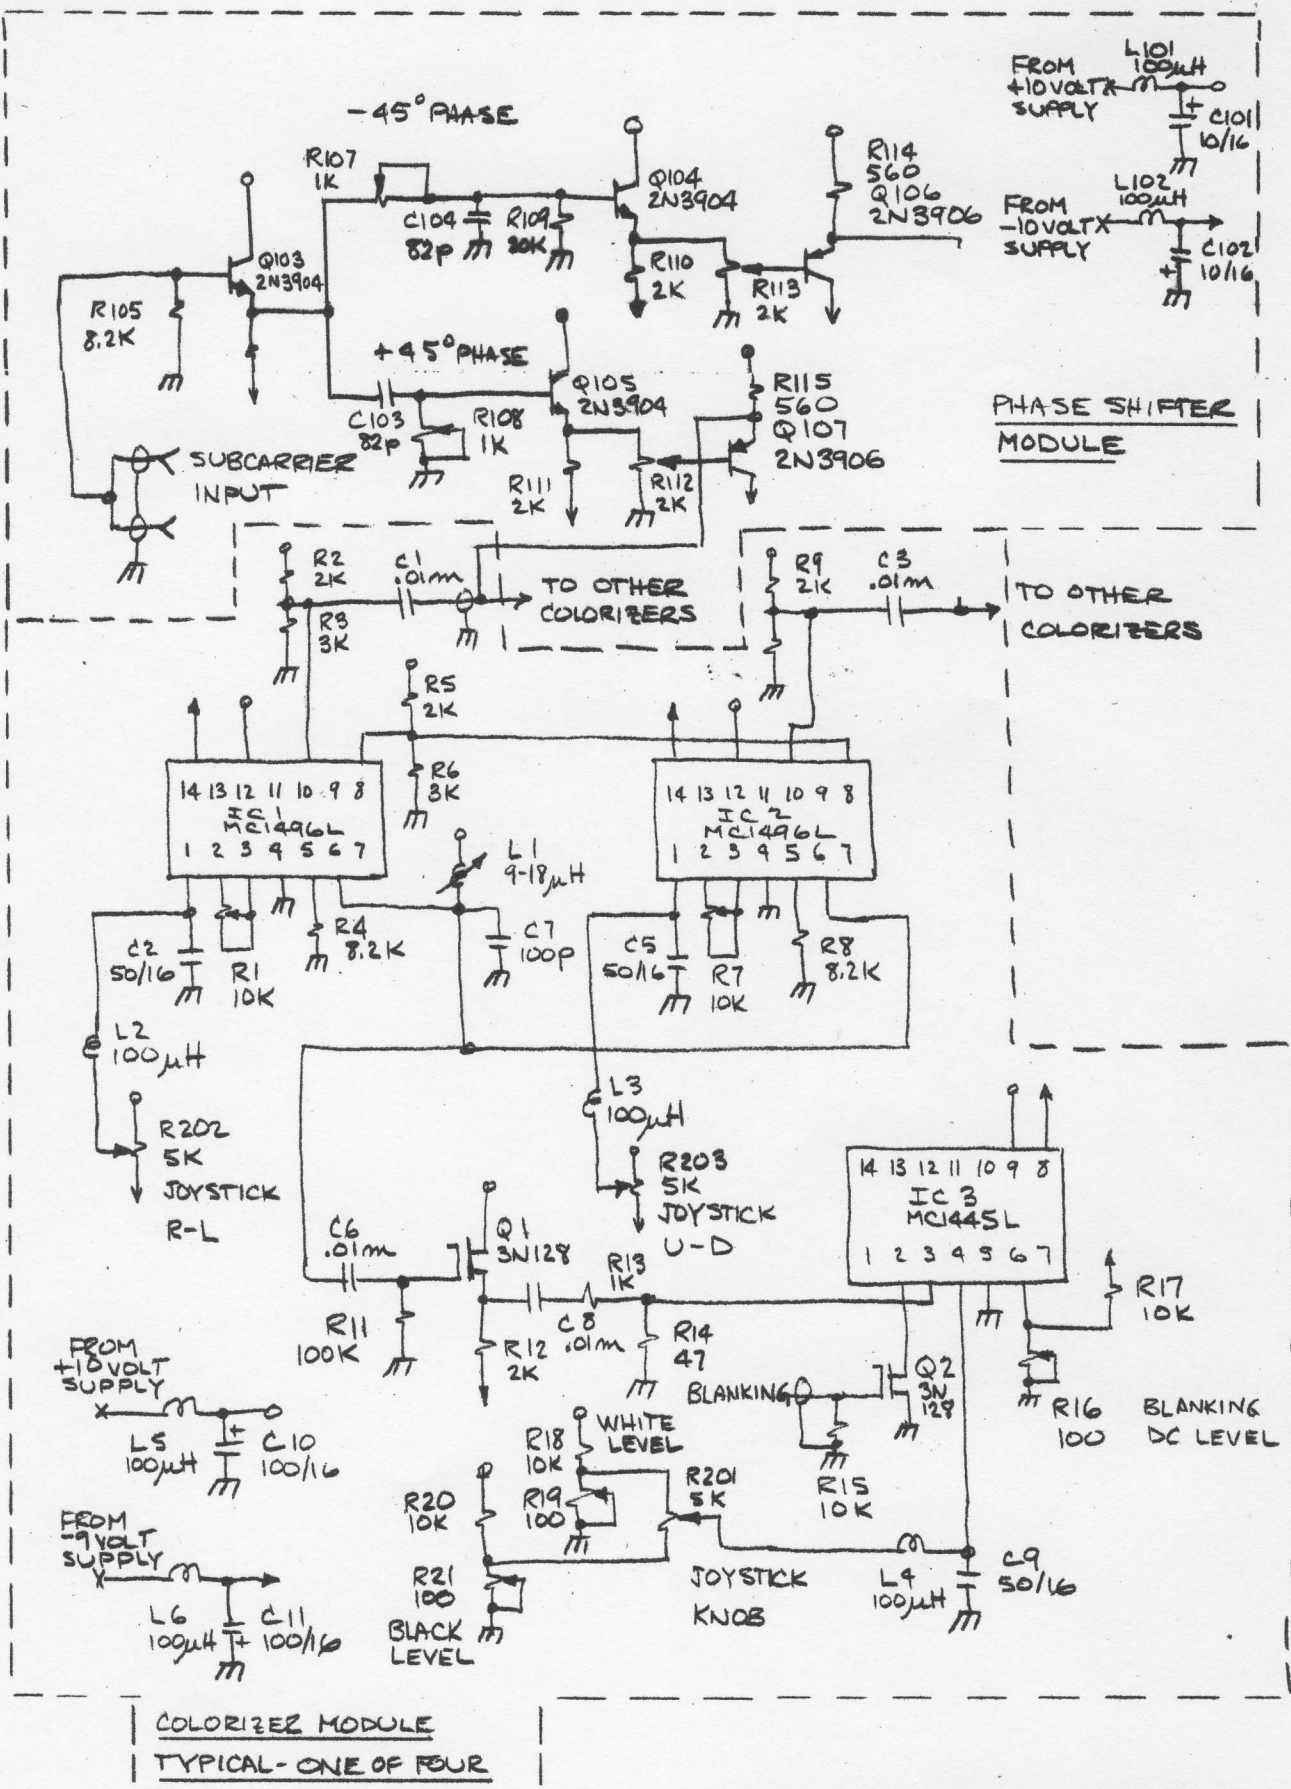 FROM
+10 VOLT
SUPPLY
L101
100µH
C101
10/16
-45° PHASE
R107
1K
C104
82p
R109
20K
Q104
2N3904
R114
560
Q106
2N3906
L102
100µH
FROM
-10 VOLT
SUPPLY
C102
10/16
Q103
2N3904
R105
8.2K
R110
2K
R113
2K
+45° PHASE
C103
82p
R108
1K
Q105
2N3904
R115
560
Q107
2N3906
R111
2K
R112
2K
PHASE SHIFTER
MODULE
SUBCARRIER
INPUT
R2
2K
C1
.01m
R3
3K
TO OTHER
COLORIZERS
R9
2K
C3
.01m
TO OTHER
COLORIZERS
R5
2K
R6
3K
14 13 12 11 10 9 8
IC 1
MC1496L
1 2 3 4 5 6 7
14 13 12 11 10 9 8
IC 2
MC1496L
1 2 3 4 5 6 7
L1
9-18µH
C2
50/16
R1
10K
R4
8.2K
C7
100p
C5
50/16
R7
10K
R8
8.2K
L2
100µH
L3
100µH
R202
5K
JOYSTICK
R-L
R203
5K
JOYSTICK
U-D
14 13 12 11 10 9 8
IC 3
MC1445L
1 2 3 4 5 6 7
C6
.01m
Q1
3N128
R13
1K
R11
100K
R12
2K
C8
.01m
R14
47
R17
10K
FROM
+10 VOLT
SUPPLY
L5
100µH
C10
100/16
BLANKING
Q2
3N
128
R16
100
BLANKING
DC LEVEL
R15
10K
WHITE
LEVEL
R18
10K
R19
100
R201
5K
R20
10K
R21
100
BLACK
LEVEL
JOYSTICK
KNOB
L4
100µH
C9
50/16
FROM
-9 VOLT
SUPPLY
L6
100µH
C11
100/16
COLORIZER MODULE
TYPICAL - ONE OF FOUR